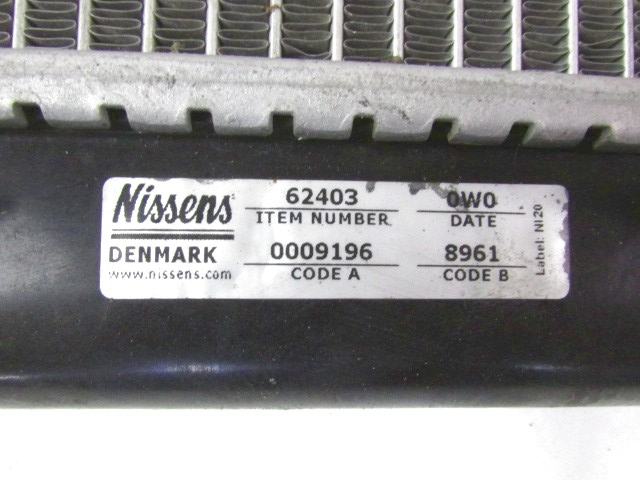 Nissens
DENMARK
www.nissens.com
62403
ITEM NUMBER
0W0
DATE
0009196
CODE A
8961
CODE B
Label: NI20